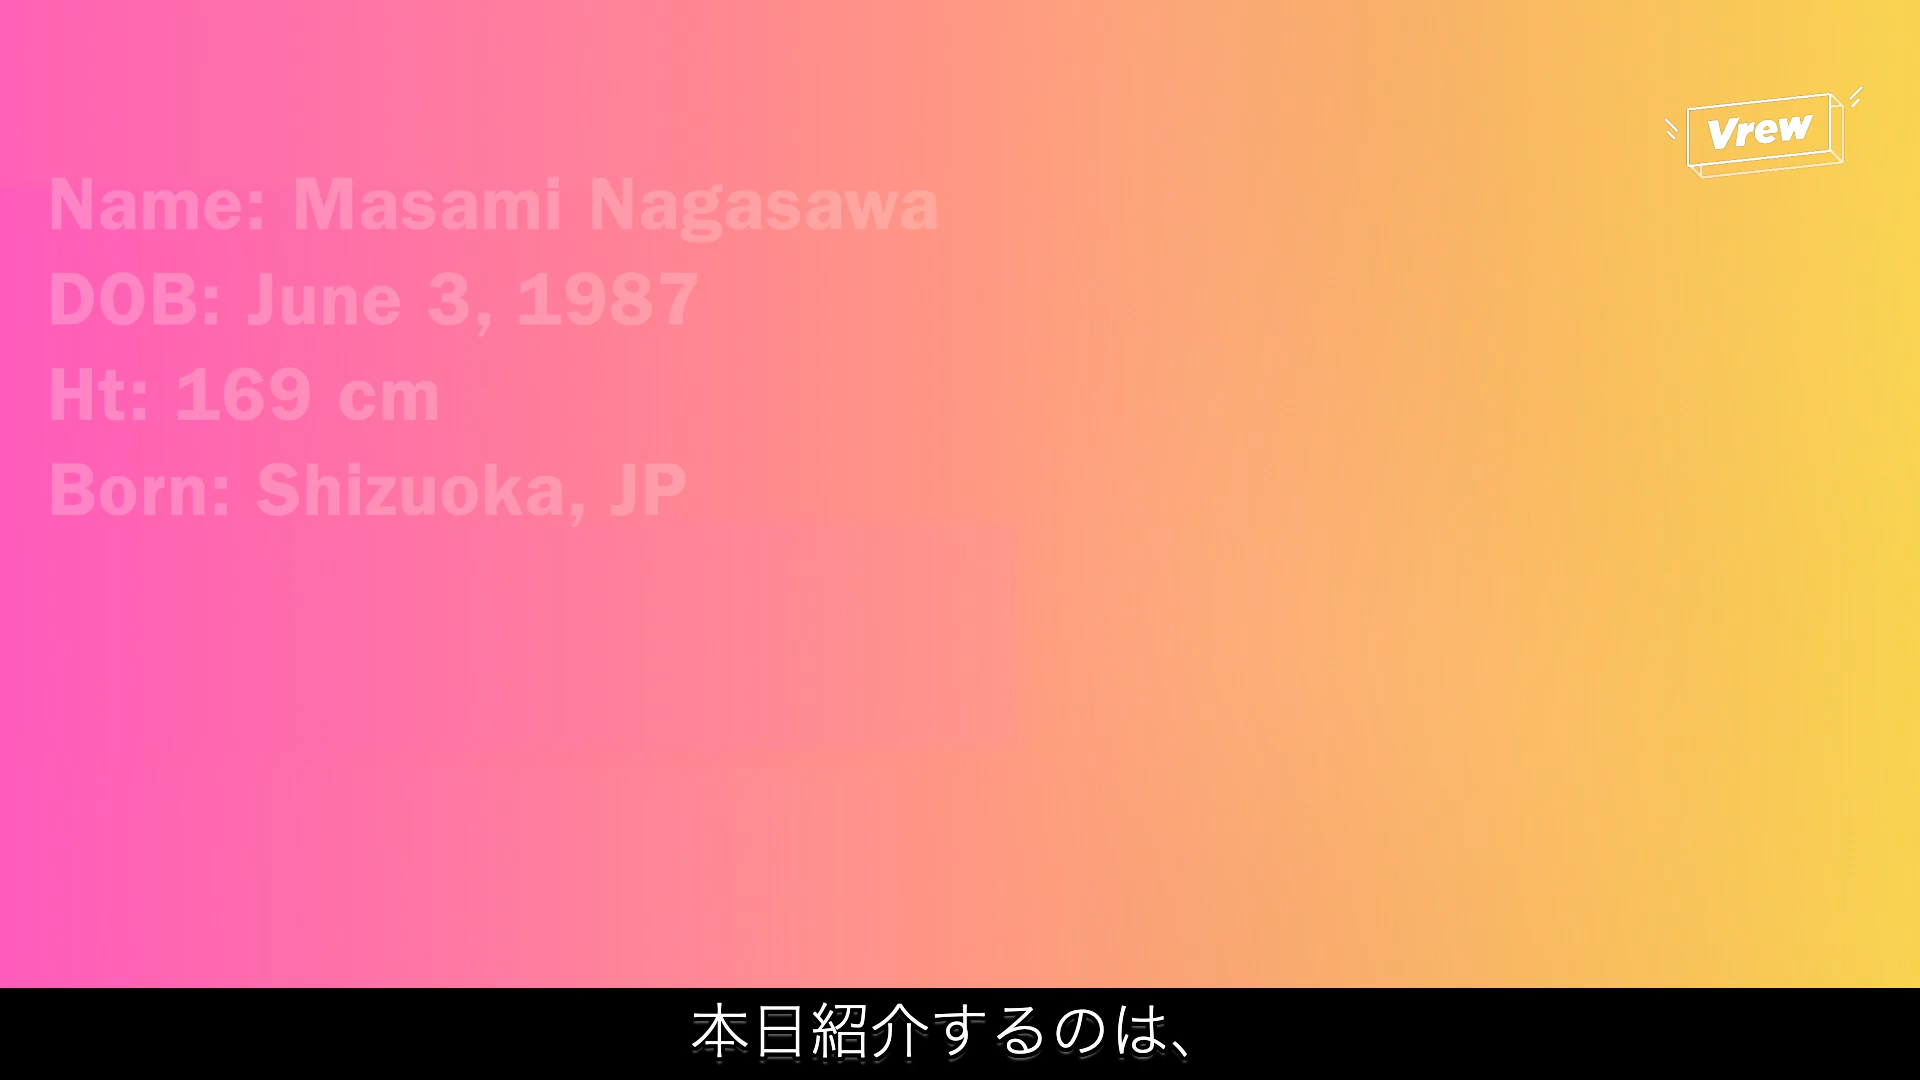 Vrew
Name: Masami Nagasawa
DOB: June 3, 1987
Ht: 169 cm
Born: Shizuoka, JP
本日紹介するのは、